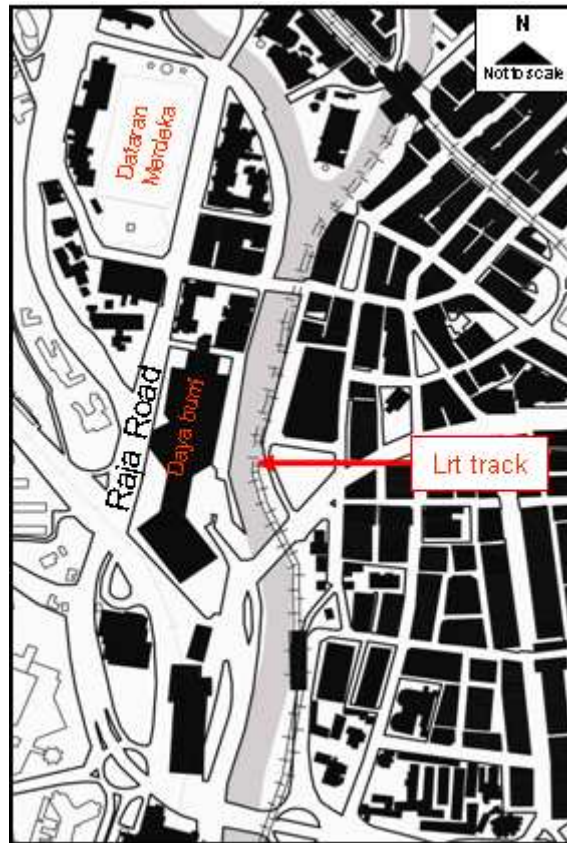 N
Not to scale
Dataran
Merdeka
Raja Road
Daya bumi
Lrt track